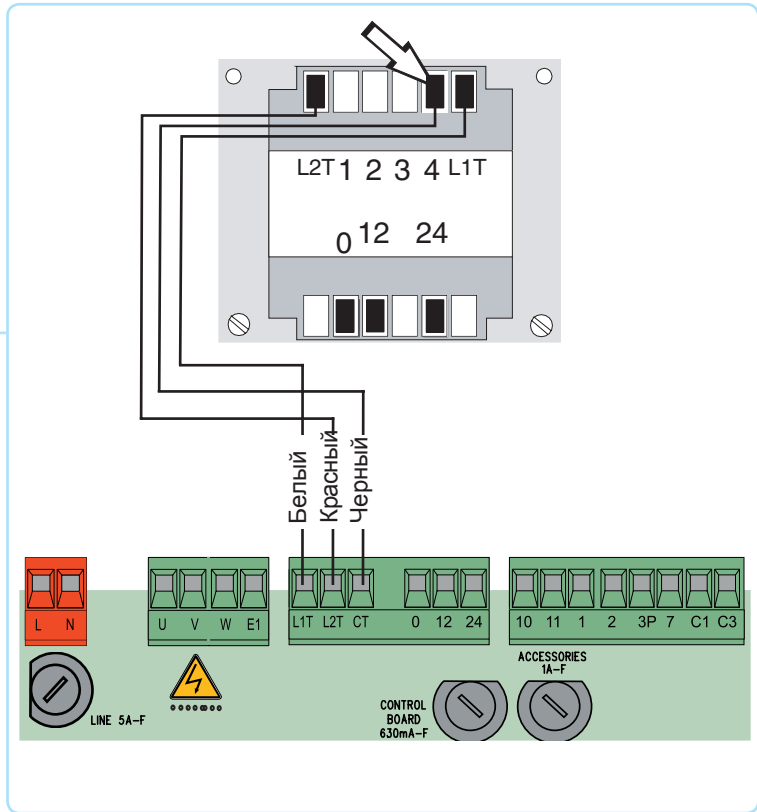 L2T 1 2 3 4 L1T
0 12 24
Белый
Красный
Черный
L N
U V W E1
L1T L2T CT
0 12 24
10 11 1 2 3P 7 C1 C3
LINE 5A-F
CONTROL
BOARD
630mA-F
ACCESSORIES
1A-F